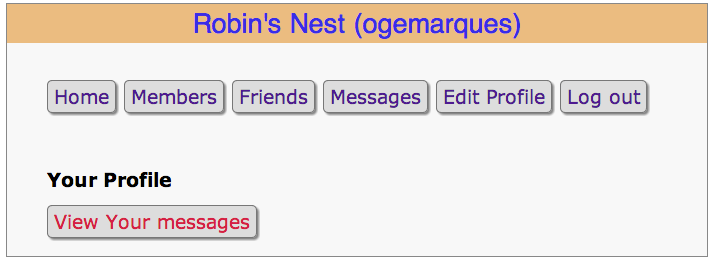 Robin's Nest (ogemarques)
Home Members Friends Messages Edit Profile Log out
Your Profile
View Your messages